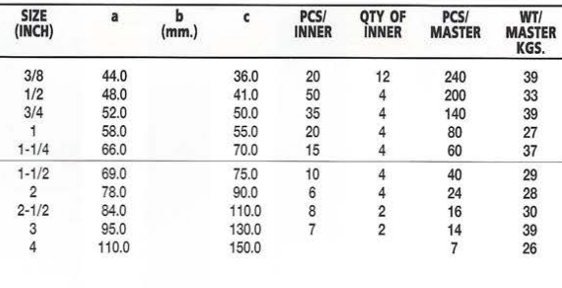 SIZE a b c PCS/ QTY OF PCS/ WT/
(INCH) (mm.) INNER INNER MASTER MASTER
KGS.
3/8 44.0 36.0 20 12 240 39
1/2 48.0 41.0 50 4 200 33
3/4 52.0 50.0 35 4 140 39
1 58.0 55.0 20 4 80 27
1-1/4 66.0 70.0 15 4 60 37
1-1/2 69.0 75.0 10 4 40 29
2 78.0 90.0 6 4 24 28
2-1/2 84.0 110.0 8 2 16 30
3 95.0 130.0 7 2 14 39
4 110.0 150.0 7 26